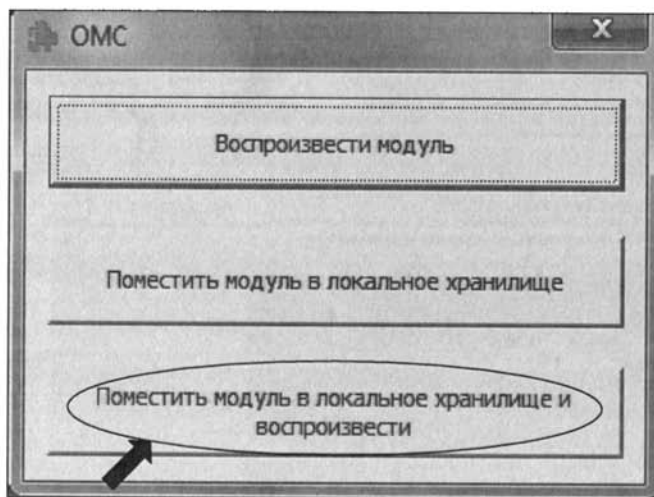 ОМС
Воспроизвести модуль
Поместить модуль в локальное хранилище
Поместить модуль в локальное хранилище и
воспроизвести